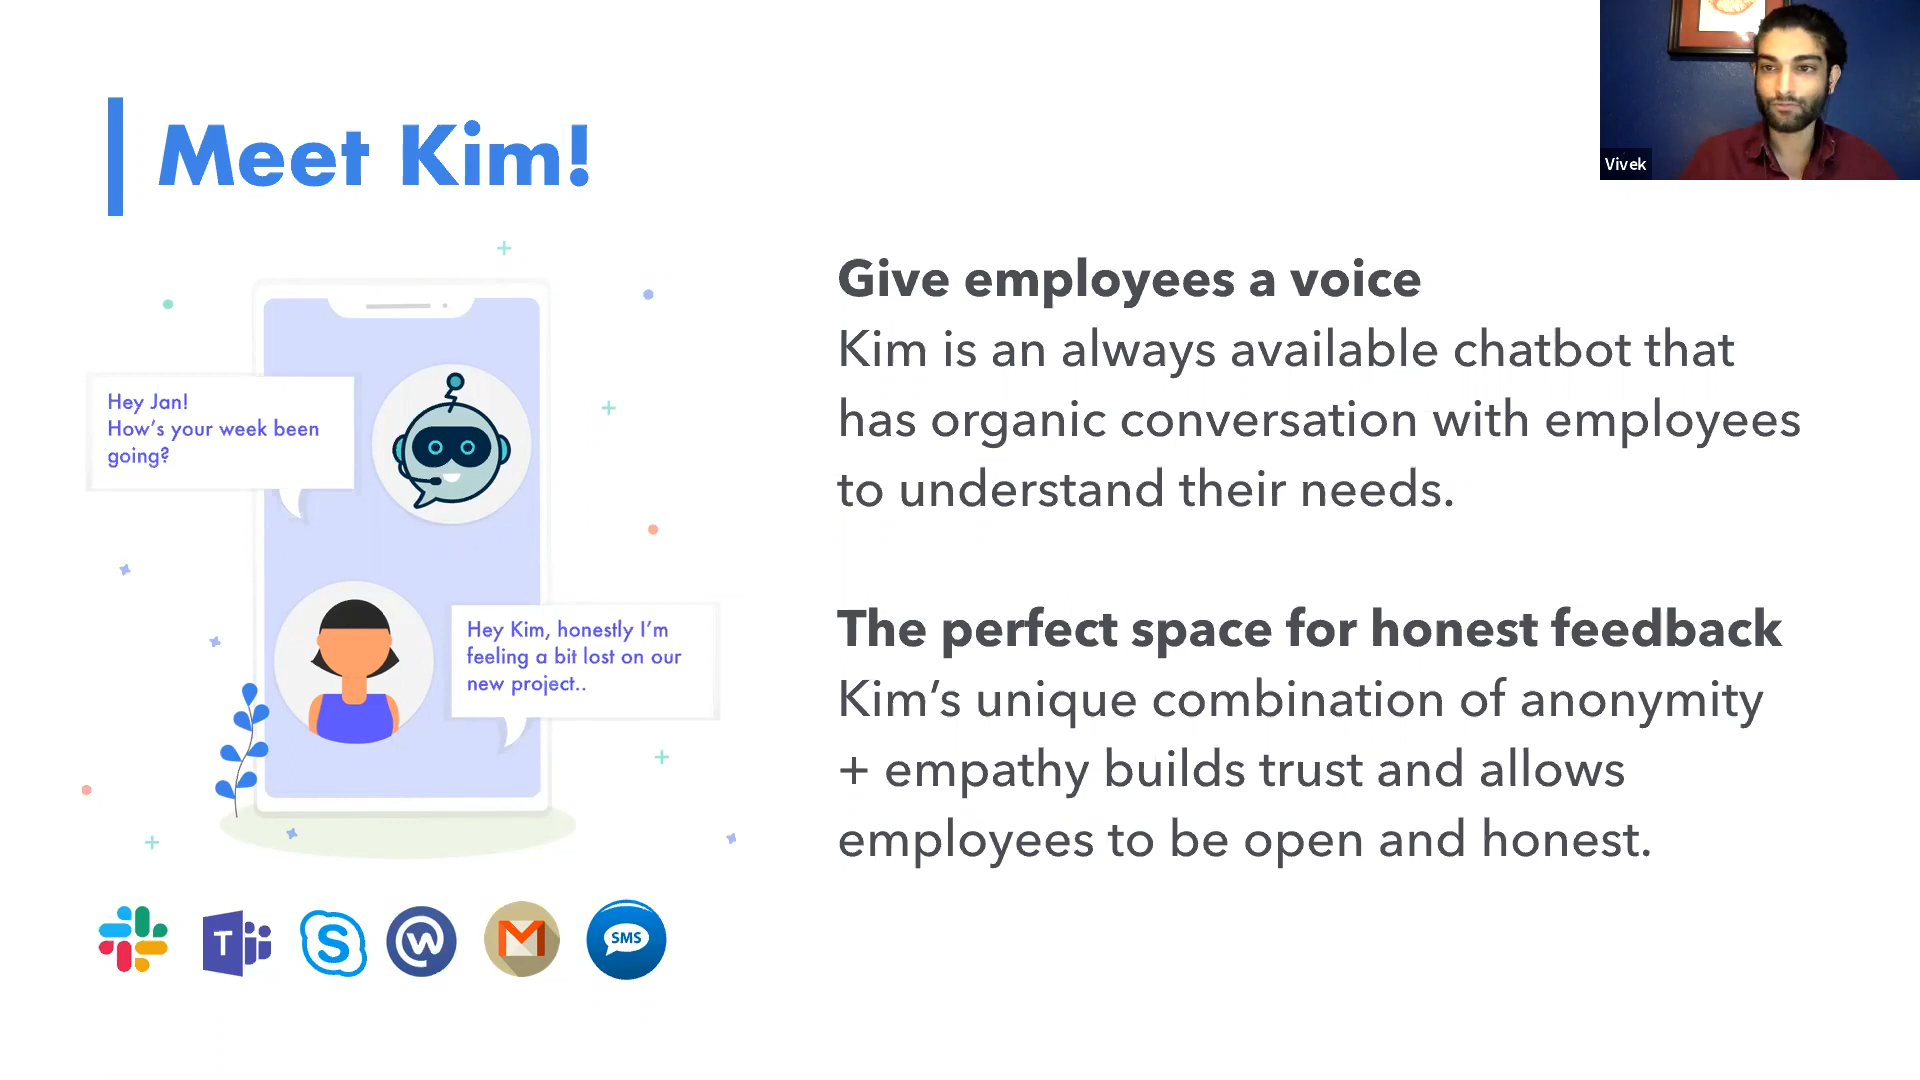 Meet Kim!
Vivek
Give employees a voice
Kim is an always available chatbot that
has organic conversation with employees
to understand their needs.
The perfect space for honest feedback
Kim’s unique combination of anonymity
+ empathy builds trust and allows
employees to be open and honest.
Hey Jan!
How’s your week been
going?
Hey Kim, honestly I’m
feeling a bit lost on our
new project..
T
S
W
M
SMS